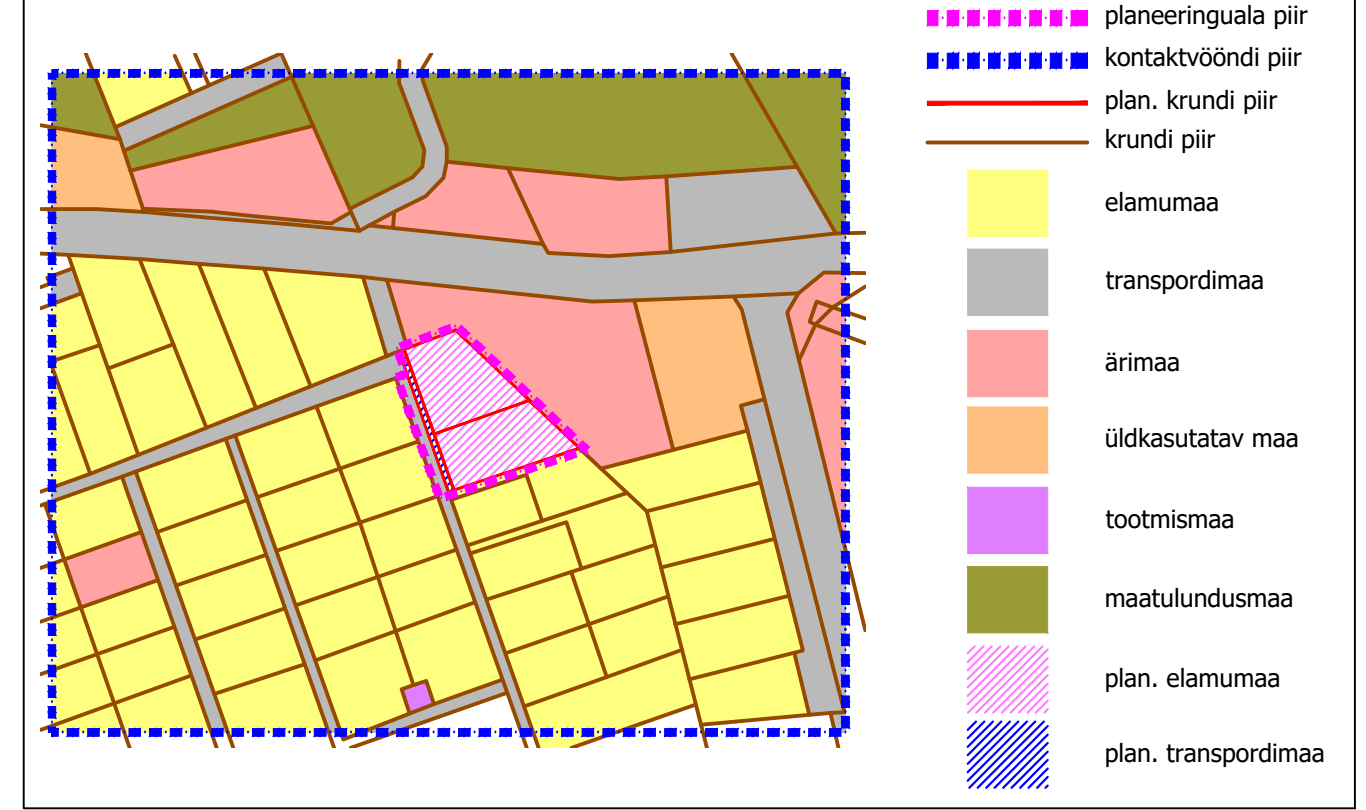 planeeringuala piir
kontaktvööndi piir
plan. krundi piir
krundi piir
elamumaa
transpordimaa
ärimaa
üldkasutatav maa
tootmismaa
maatulundusmaa
plan. elamumaa
plan. transpordimaa